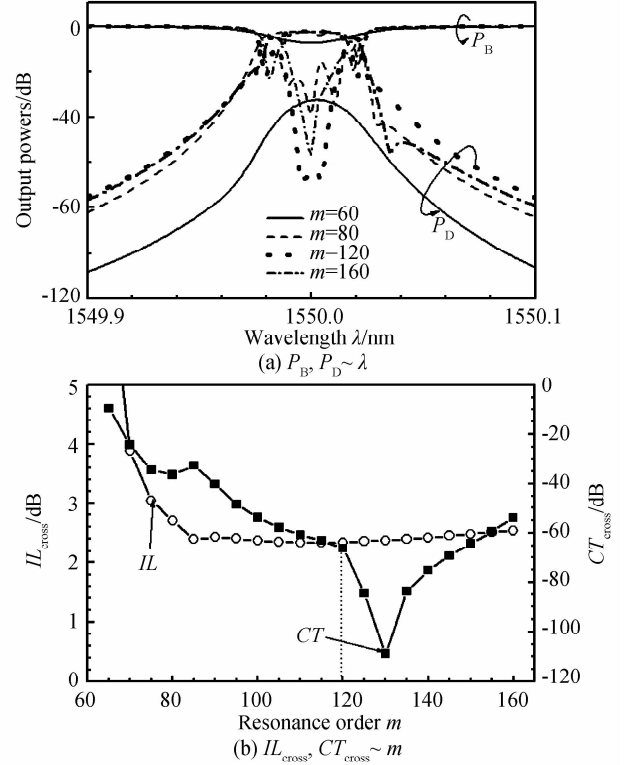 0
-40
-60
-120
Output powers/dB
P_B
P_D
m=60
m=80
m−120
m=160
1549.9 1550.0 1550.1
Wavelength λ/nm
(a) P_B, P_D~ λ
5
4
3
2
1
0
IL_cross/dB
0
-20
-40
-60
-80
-100
-120
CT_cross/dB
IL
CT
60 80 100 120 140 160
Resonance order m
(b) IL_cross, CT_cross~ m